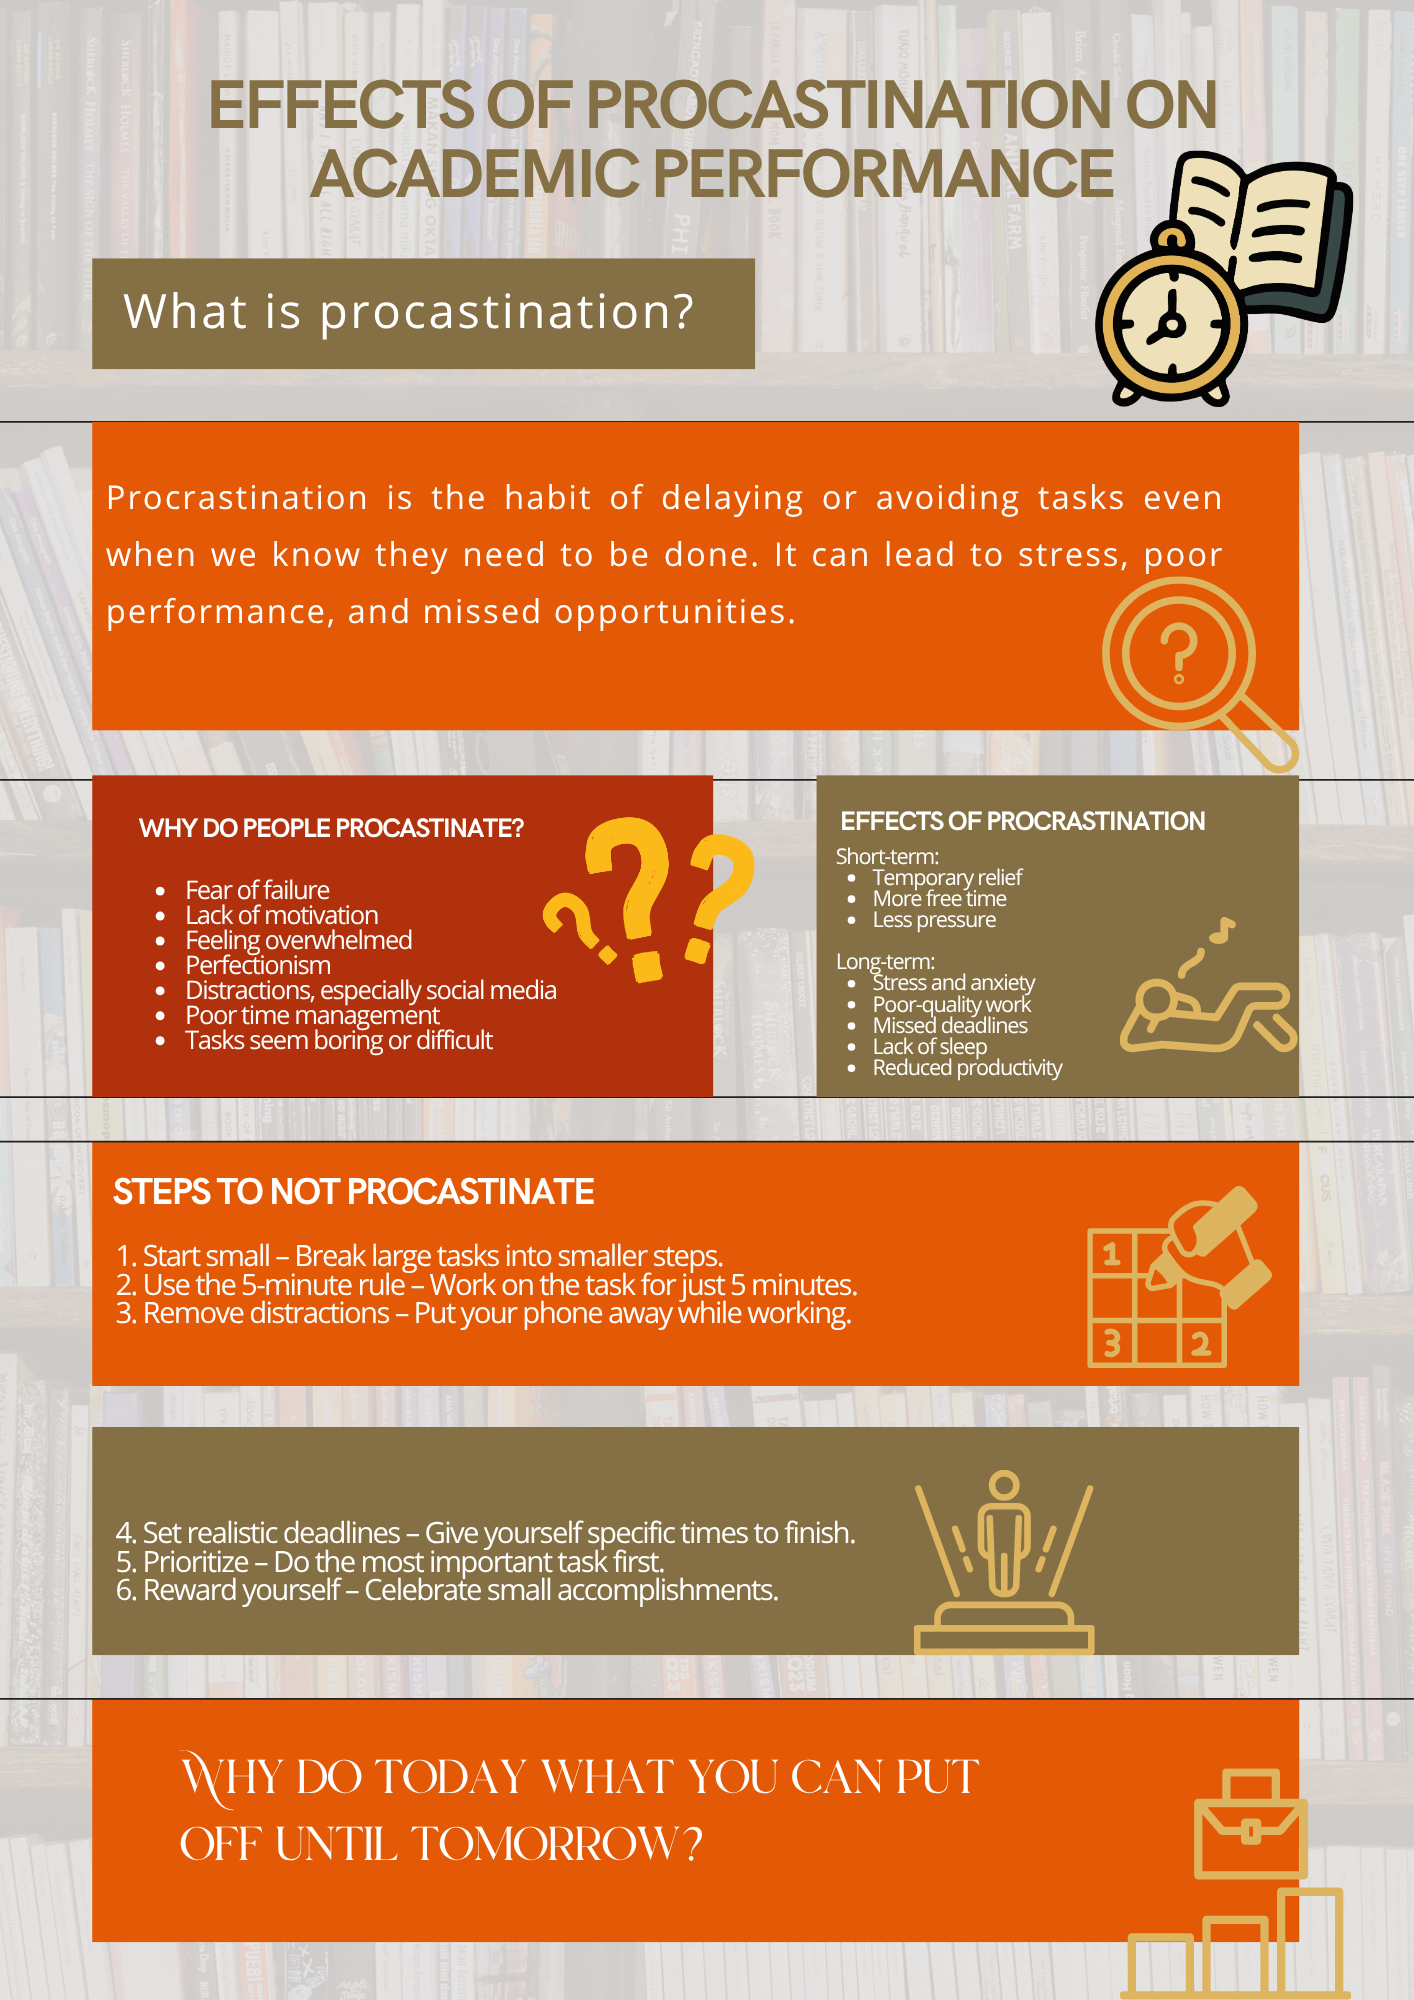 EFFECTS OF PROCASTINATION ON
ACADEMIC PERFORMANCE
What is procastination?
Procrastination is the habit of delaying or avoiding tasks even
when we know they need to be done. It can lead to stress, poor
performance, and missed opportunities.
WHY DO PEOPLE PROCASTINATE?
• Fear of failure
• Lack of motivation
• Feeling overwhelmed
• Perfectionism
• Distractions, especially social media
• Poor time management
• Tasks seem boring or difficult
EFFECTS OF PROCRASTINATION
Short-term:
• Temporary relief
• More free time
• Less pressure
Long-term:
• Stress and anxiety
• Poor-quality work
• Missed deadlines
• Lack of sleep
• Reduced productivity
STEPS TO NOT PROCASTINATE
1. Start small – Break large tasks into smaller steps.
2. Use the 5-minute rule – Work on the task for just 5 minutes.
3. Remove distractions – Put your phone away while working.
1
3 2
4. Set realistic deadlines – Give yourself specific times to finish.
5. Prioritize – Do the most important task first.
6. Reward yourself – Celebrate small accomplishments.
WHY DO TODAY WHAT YOU CAN PUT
OFF UNTIL TOMORROW?